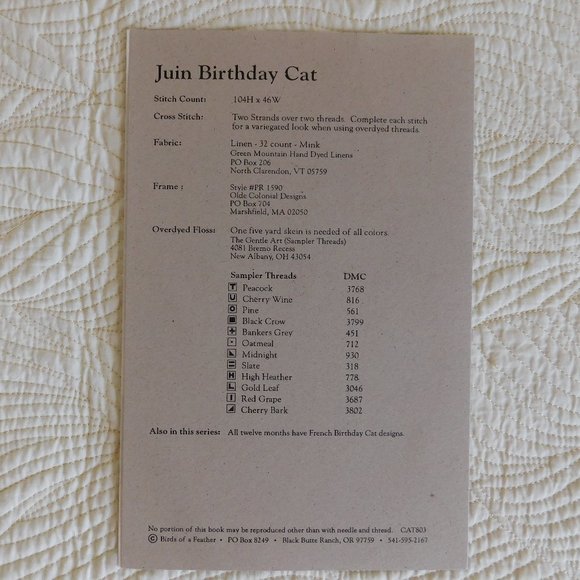 Juin Birthday Cat
Stitch Count: 104H x 46W
Cross Stitch: Two Strands over two threads. Complete each stitch
for a variegated look when using overdyed threads.
Fabric: Linen - 32 count - Mink
Green Mountain Hand Dyed Linens
PO Box 206
North Clarendon, VT 05759
Frame : Style #PR 1590
Olde Colonial Designs
PO Box 704
Marshfield, MA 02050
Overdyed Floss: One five yard skein is needed of all colors.
The Gentle Art (Sampler Threads)
4081 Bremo Recess
New Albany, OH 43054
Sampler Threads DMC
T Peacock 3768
U Cherry Wine 816
Pine 561
Black Crow 3799
+ Bankers Grey 451
Oatmeal 712
Midnight 930
Slate 318
H High Heather 778
L Gold Leaf 3046
I Red Grape 3687
Cherry Bark 3802
Also in this series: All twelve months have French Birthday Cat designs.
No portion of this book may be reproduced other than with needle and thread. CAT803
© Birds of a Feather • PO Box 8249 • Black Butte Ranch, OR 97759 • 541-595-2167